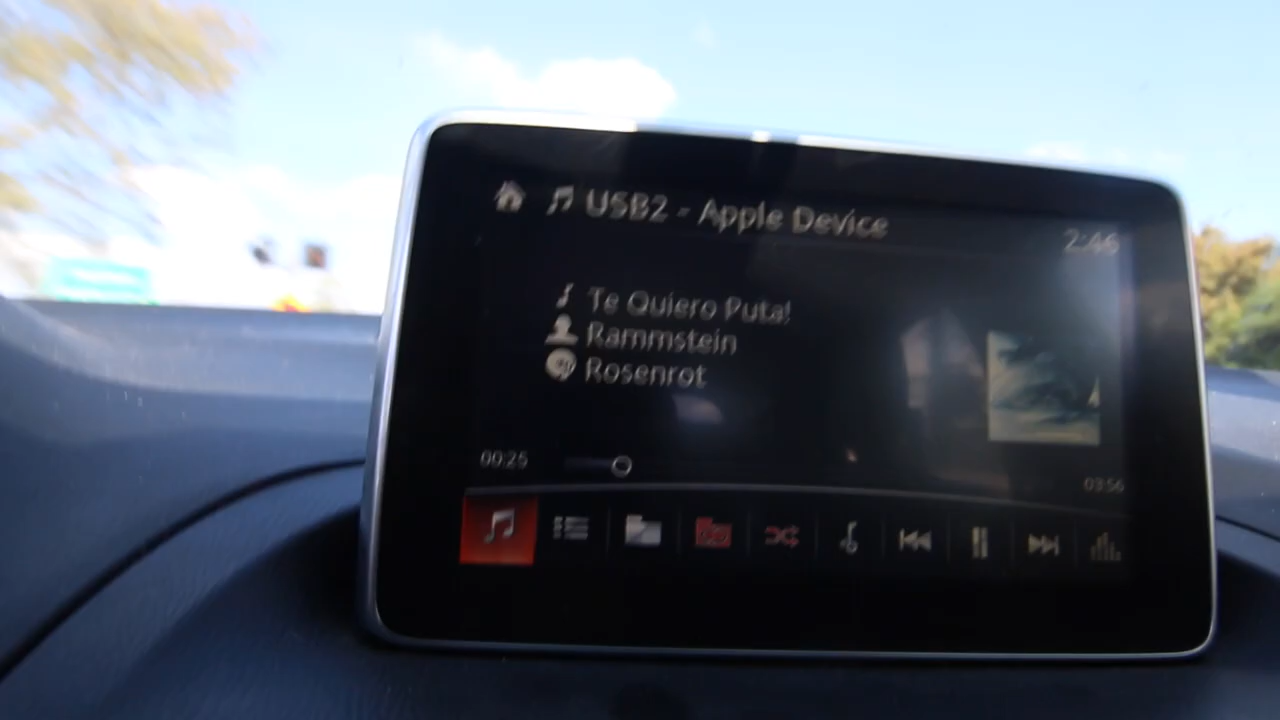 USB2 - Apple Device
2:46
Te Quiero Puta!
Rammstein
Rosenrot
00:25
03:56